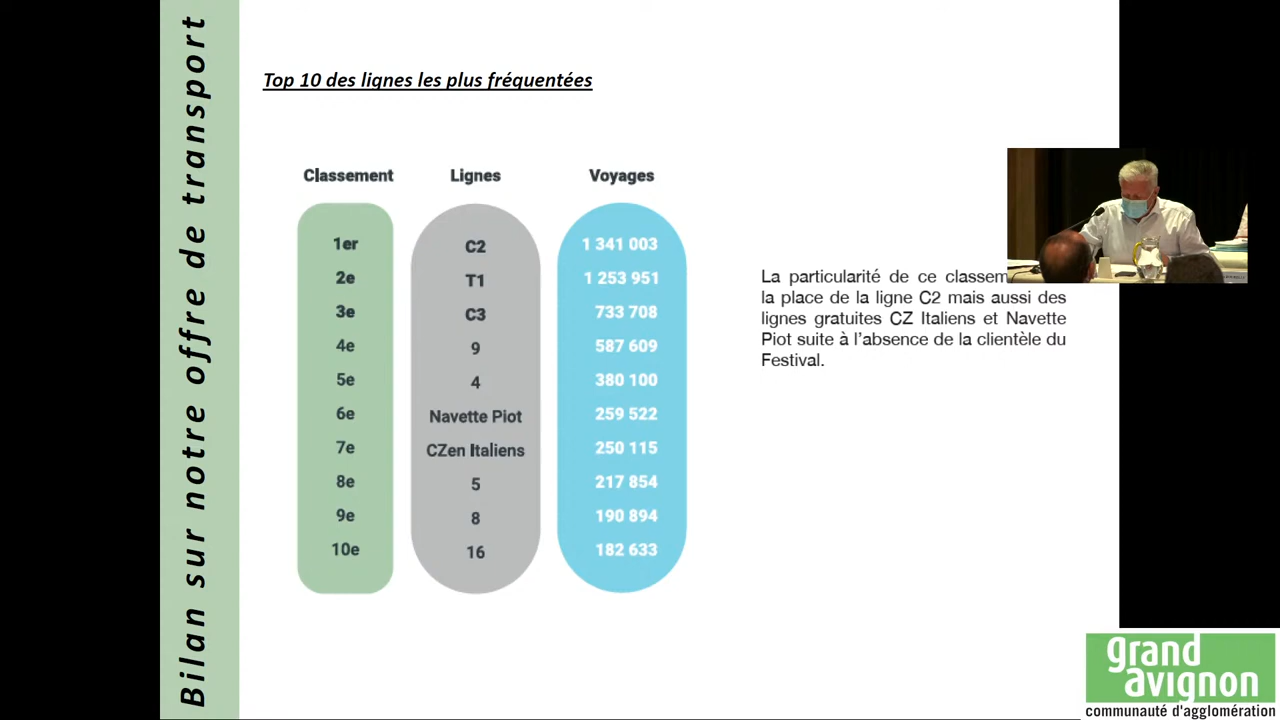 Bilan sur notre offre de transport
Top 10 des lignes les plus fréquentées
Classement Lignes Voyages
1er C2 1 341 003
2e T1 1 253 951
3e C3 733 708
4e 9 587 609
5e 4 380 100
6e Navette Piot 259 522
7e CZen Italiens 250 115
8e 5 217 854
9e 8 190 894
10e 16 182 633
La particularité de ce classem
la place de la ligne C2 mais aussi des
lignes gratuites CZ Italiens et Navette
Piot suite à l'absence de la clientèle du
Festival.
grand
avignon
communauté d'agglomération